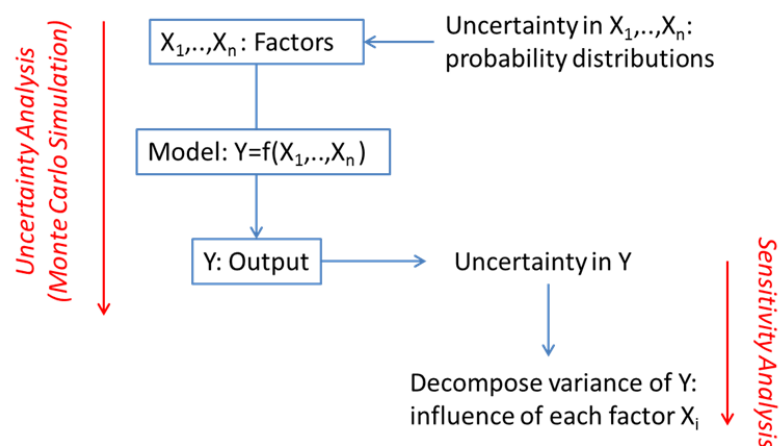 Uncertainty Analysis
(Monte Carlo Simulation)
X₁,..,Xₙ: Factors
Uncertainty in X₁,..,Xₙ:
probability distributions
Model: Y=f(X₁,..,Xₙ)
Y: Output
Uncertainty in Y
Decompose variance of Y:
influence of each factor Xᵢ
Sensitivity Analysis